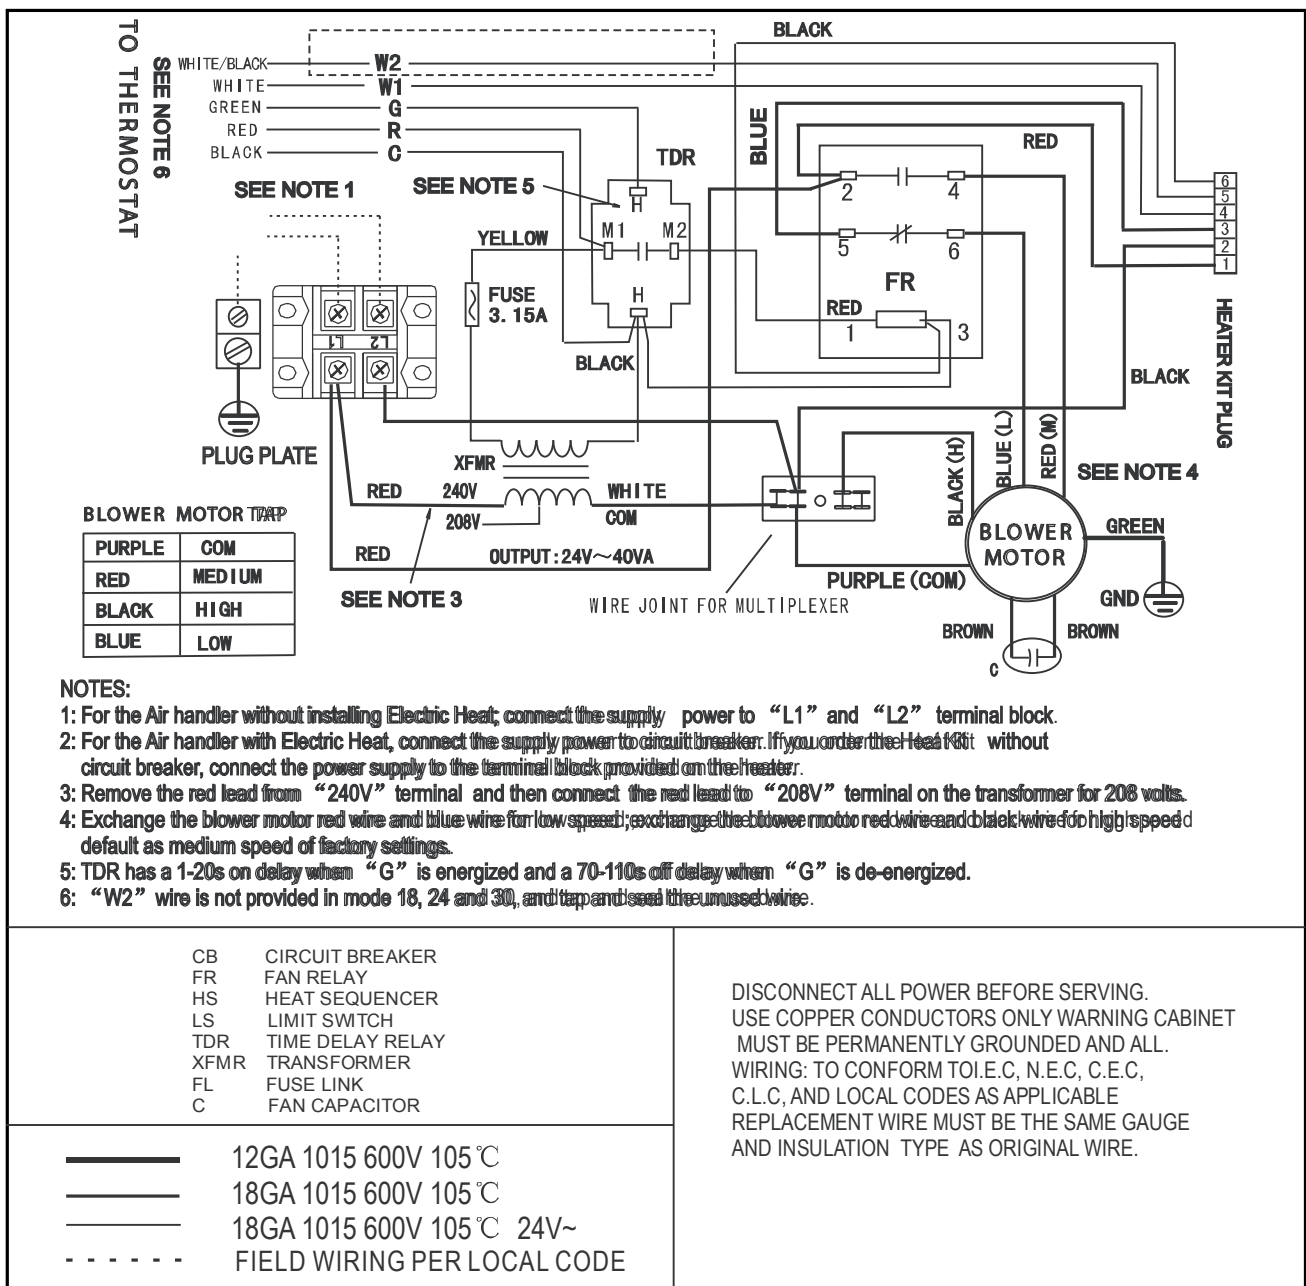 BLACK
TO THERMOSTAT
SEE NOTE 6
WHITE/BLACK W2
WHITE W1
GREEN G
RED R
BLACK C
SEE NOTE 1
SEE NOTE 5
TDR
BLUE
RED
H
M1 M2
H
YELLOW
FUSE
3.15A
BLACK
2 4
5 6
FR
RED
1 3
6
5
4
3
2
1
HEATER KIT PLUG
BLACK
L1 L2
PLUG PLATE
XFMR
RED 240V WHITE
208V COM
RED OUTPUT:24V～40VA
SEE NOTE 3
WIRE JOINT FOR MULTIPLEXER
BLACK (H)
BLUE (L)
RED (M)
SEE NOTE 4
BLOWER
MOTOR
GREEN
PURPLE (COM)
GND
BROWN BROWN
C
BLOWER MOTOR TAP
PURPLE COM
RED MEDIUM
BLACK HIGH
BLUE LOW
NOTES:
1: For the Air handler without installing Electric Heat; connect the supply power to “L1” and “L2” terminal block.
2: For the Air handler with Electric Heat, connect the supply power to circuit breaker. If you order the Heat Kit without
circuit breaker, connect the power supply to the terminal block provided on the heater.
3: Remove the red lead from “240V” terminal and then connect the red lead to “208V” terminal on the transformer for 208 volts.
4: Exchange the blower motor red wire and blue wire for low speed; exchange the blower motor red wire and black wire for high speed
default as medium speed of factory settings.
5: TDR has a 1-20s on delay when “G” is energized and a 70-110s off delay when “G” is de-energized.
6: “W2” wire is not provided in mode 18, 24 and 30, and tap and seal the unused wire.
CB CIRCUIT BREAKER
FR FAN RELAY
HS HEAT SEQUENCER
LS LIMIT SWITCH
TDR TIME DELAY RELAY
XFMR TRANSFORMER
FL FUSE LINK
C FAN CAPACITOR
12GA 1015 600V 105℃
18GA 1015 600V 105℃
18GA 1015 600V 105℃ 24V~
FIELD WIRING PER LOCAL CODE
DISCONNECT ALL POWER BEFORE SERVING.
USE COPPER CONDUCTORS ONLY WARNING CABINET
MUST BE PERMANENTLY GROUNDED AND ALL.
WIRING: TO CONFORM TOI.E.C, N.E.C, C.E.C,
C.L.C, AND LOCAL CODES AS APPLICABLE
REPLACEMENT WIRE MUST BE THE SAME GAUGE
AND INSULATION TYPE AS ORIGINAL WIRE.